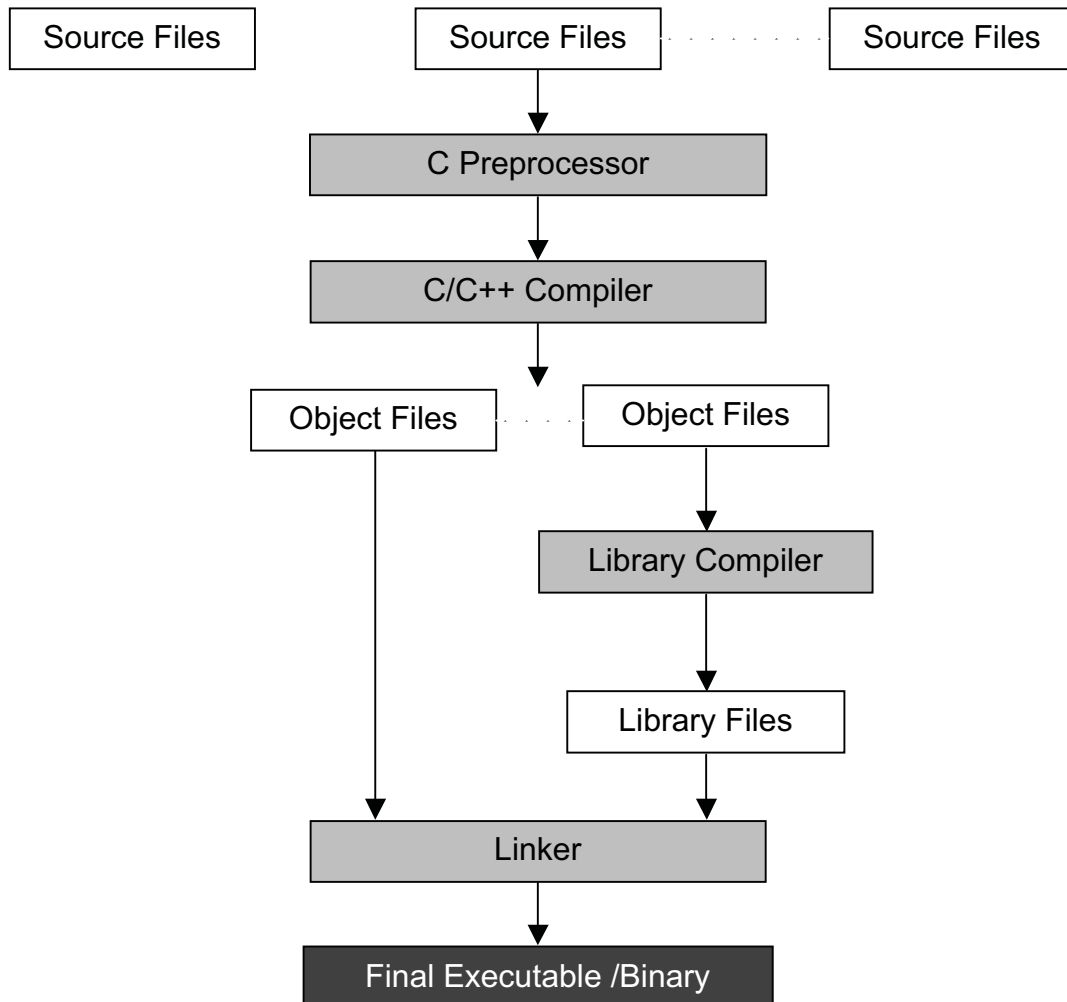 Source Files
Source Files
Source Files
C Preprocessor
C/C++ Compiler
Object Files
Object Files
Library Compiler
Library Files
Linker
Final Executable /Binary